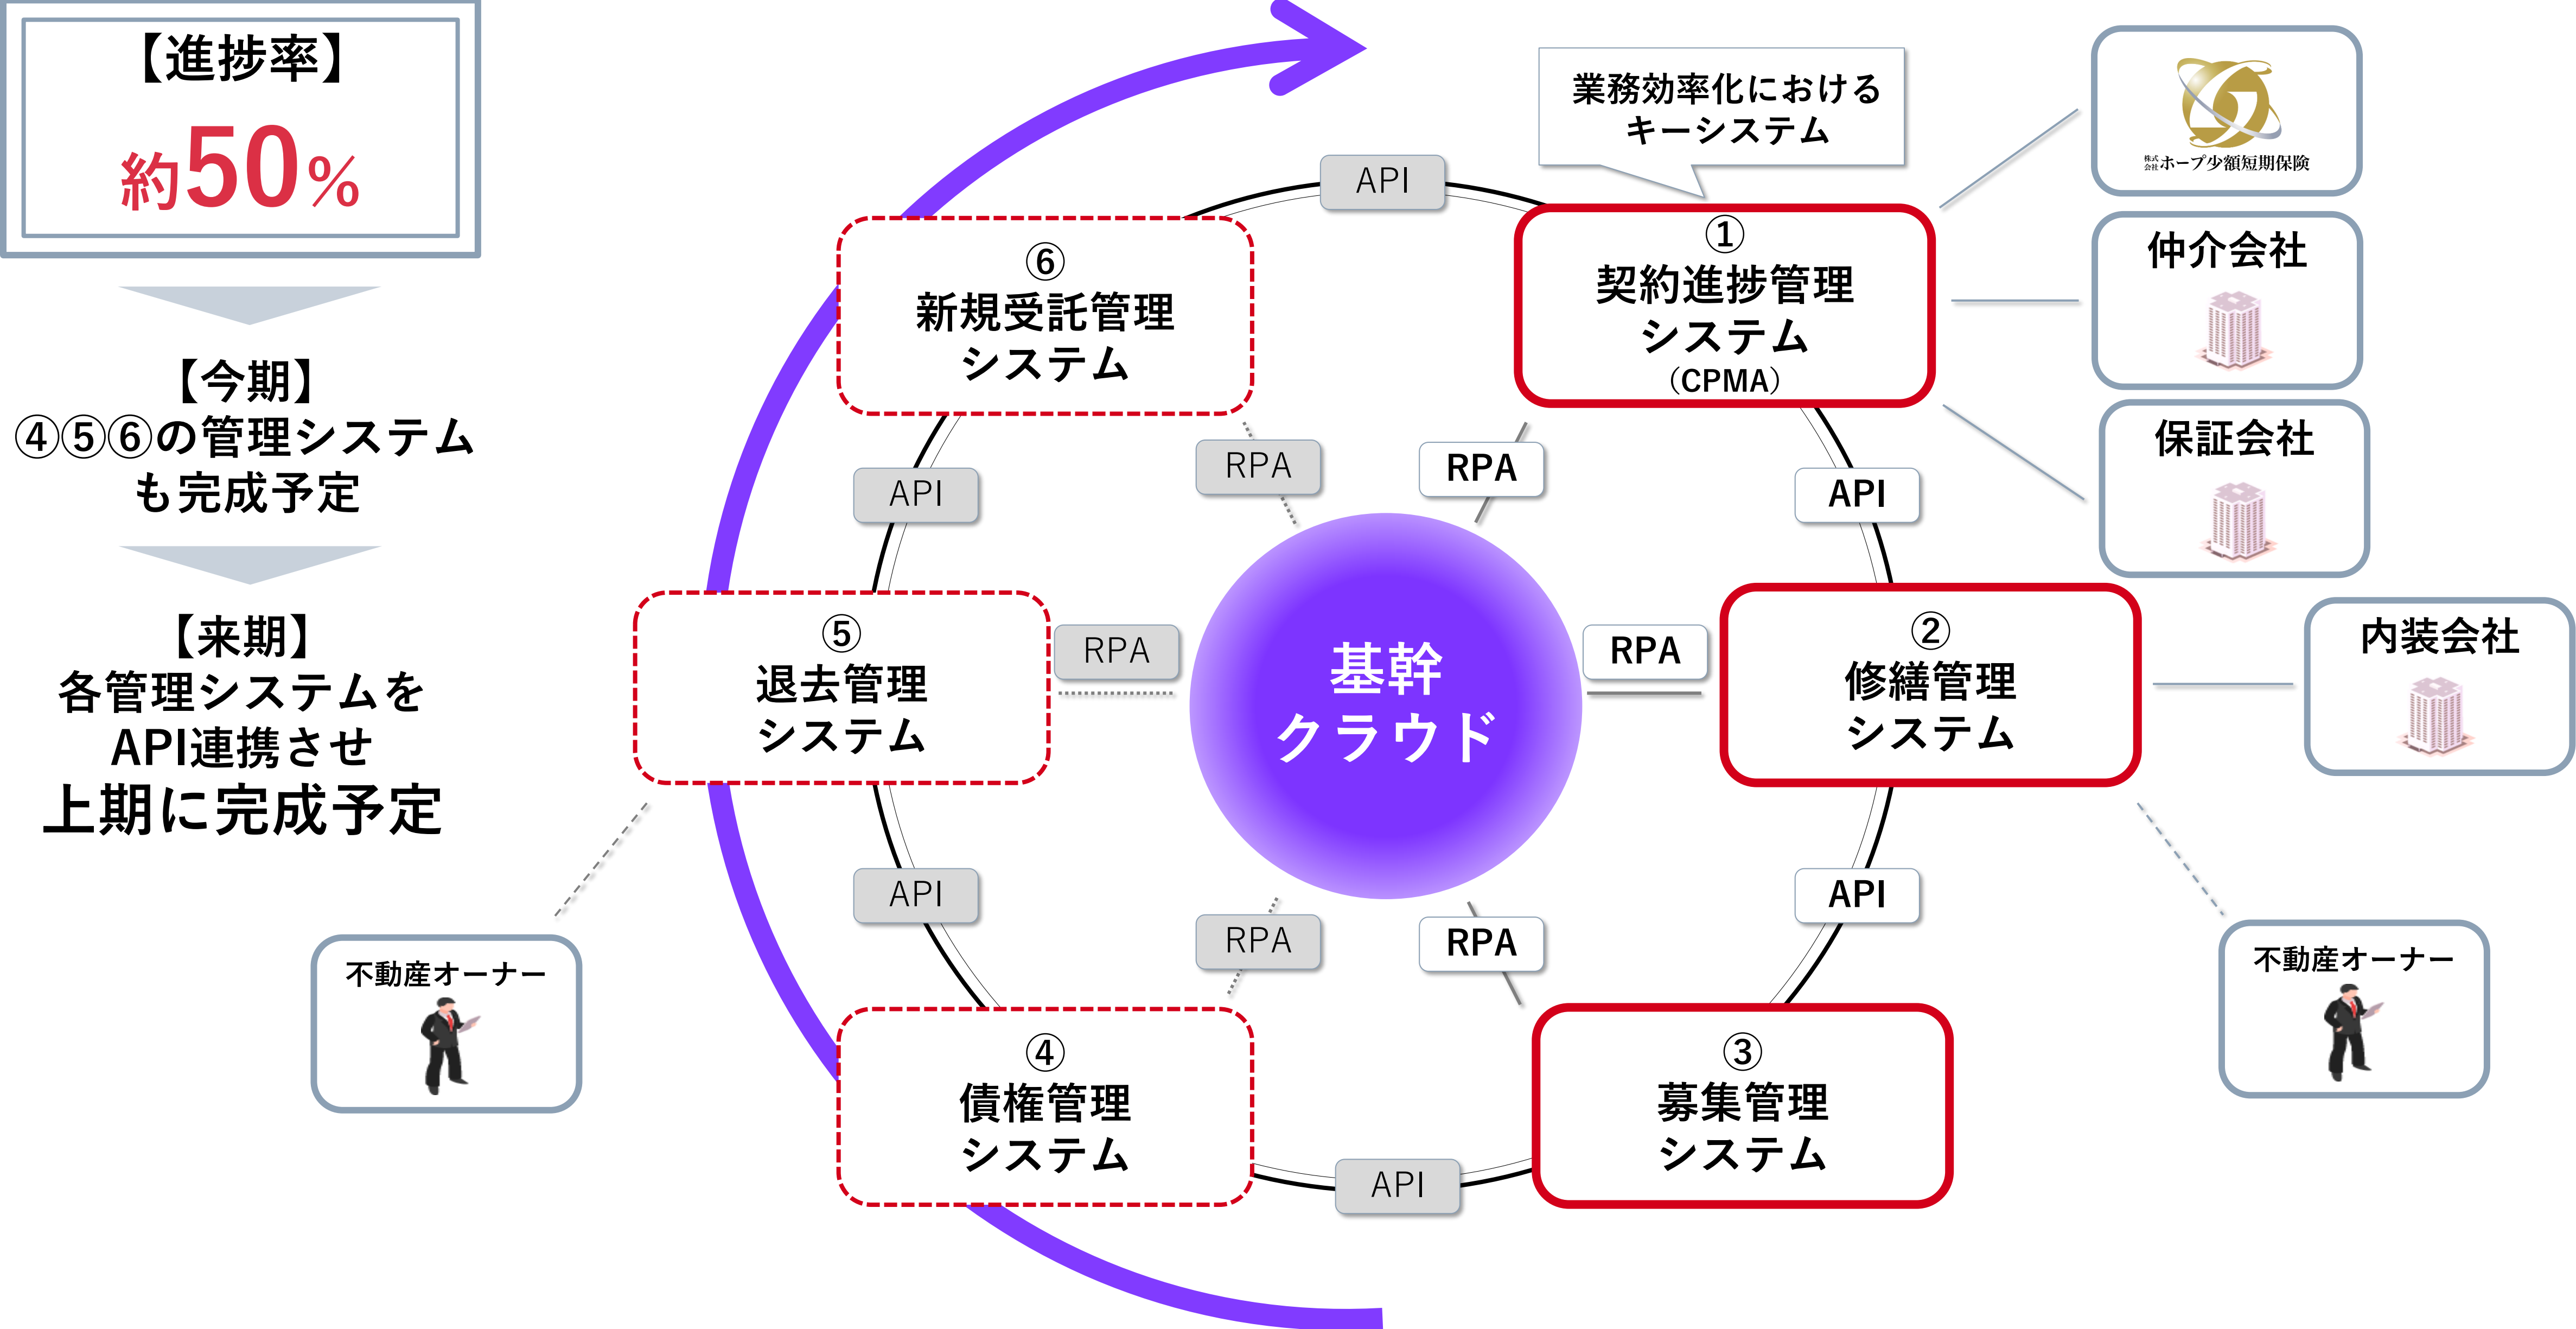 【進捗率】
約50%
【今期】
④⑤⑥の管理システム
も完成予定
【来期】
各管理システムを
API連携させ
上期に完成予定
業務効率化における
キーシステム
API
⑥
新規受託管理
システム
①
契約進捗管理
システム
(CPMA)
株式会社ホープ少額短期保険
仲介会社
保証会社
API
RPA
RPA
API
⑤
退去管理
システム
RPA
基幹
クラウド
RPA
②
修繕管理
システム
内装会社
API
RPA
RPA
API
不動産オーナー
不動産オーナー
④
債権管理
システム
③
募集管理
システム
API